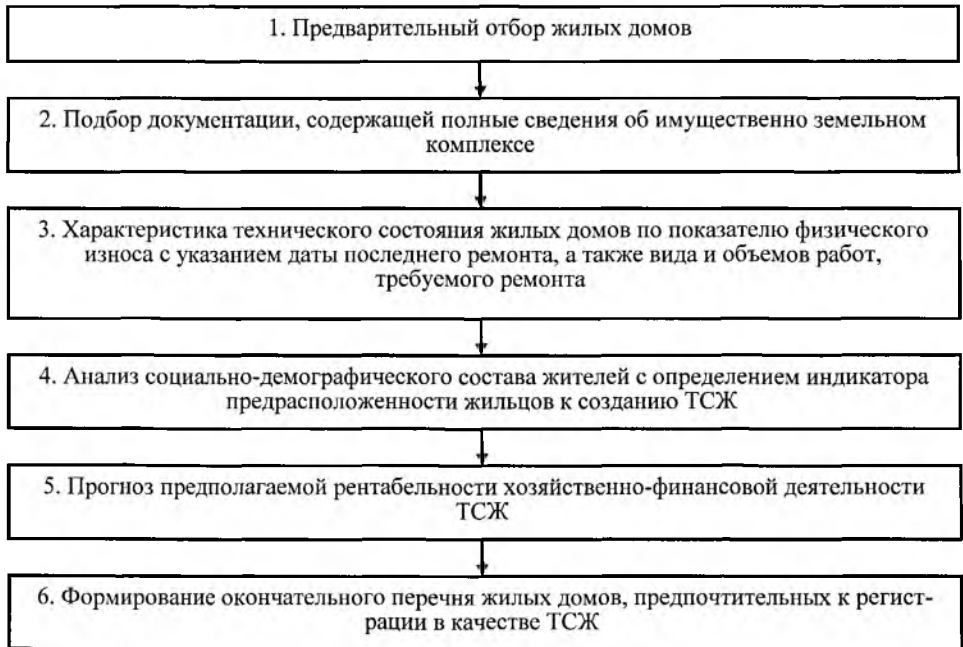 1. Предварительный отбор жилых домов
2. Подбор документации, содержащей полные сведения об имущественно земельном
комплексе
3. Характеристика технического состояния жилых домов по показателю физического
износа с указанием даты последнего ремонта, а также вида и объемов работ,
требуемого ремонта
4. Анализ социально-демографического состава жителей с определением индикатора
предрасположенности жильцов к созданию ТСЖ
5. Прогноз предполагаемой рентабельности хозяйственно-финансовой деятельности
ТСЖ
6. Формирование окончательного перечня жилых домов, предпочтительных к регист-
рации в качестве ТСЖ